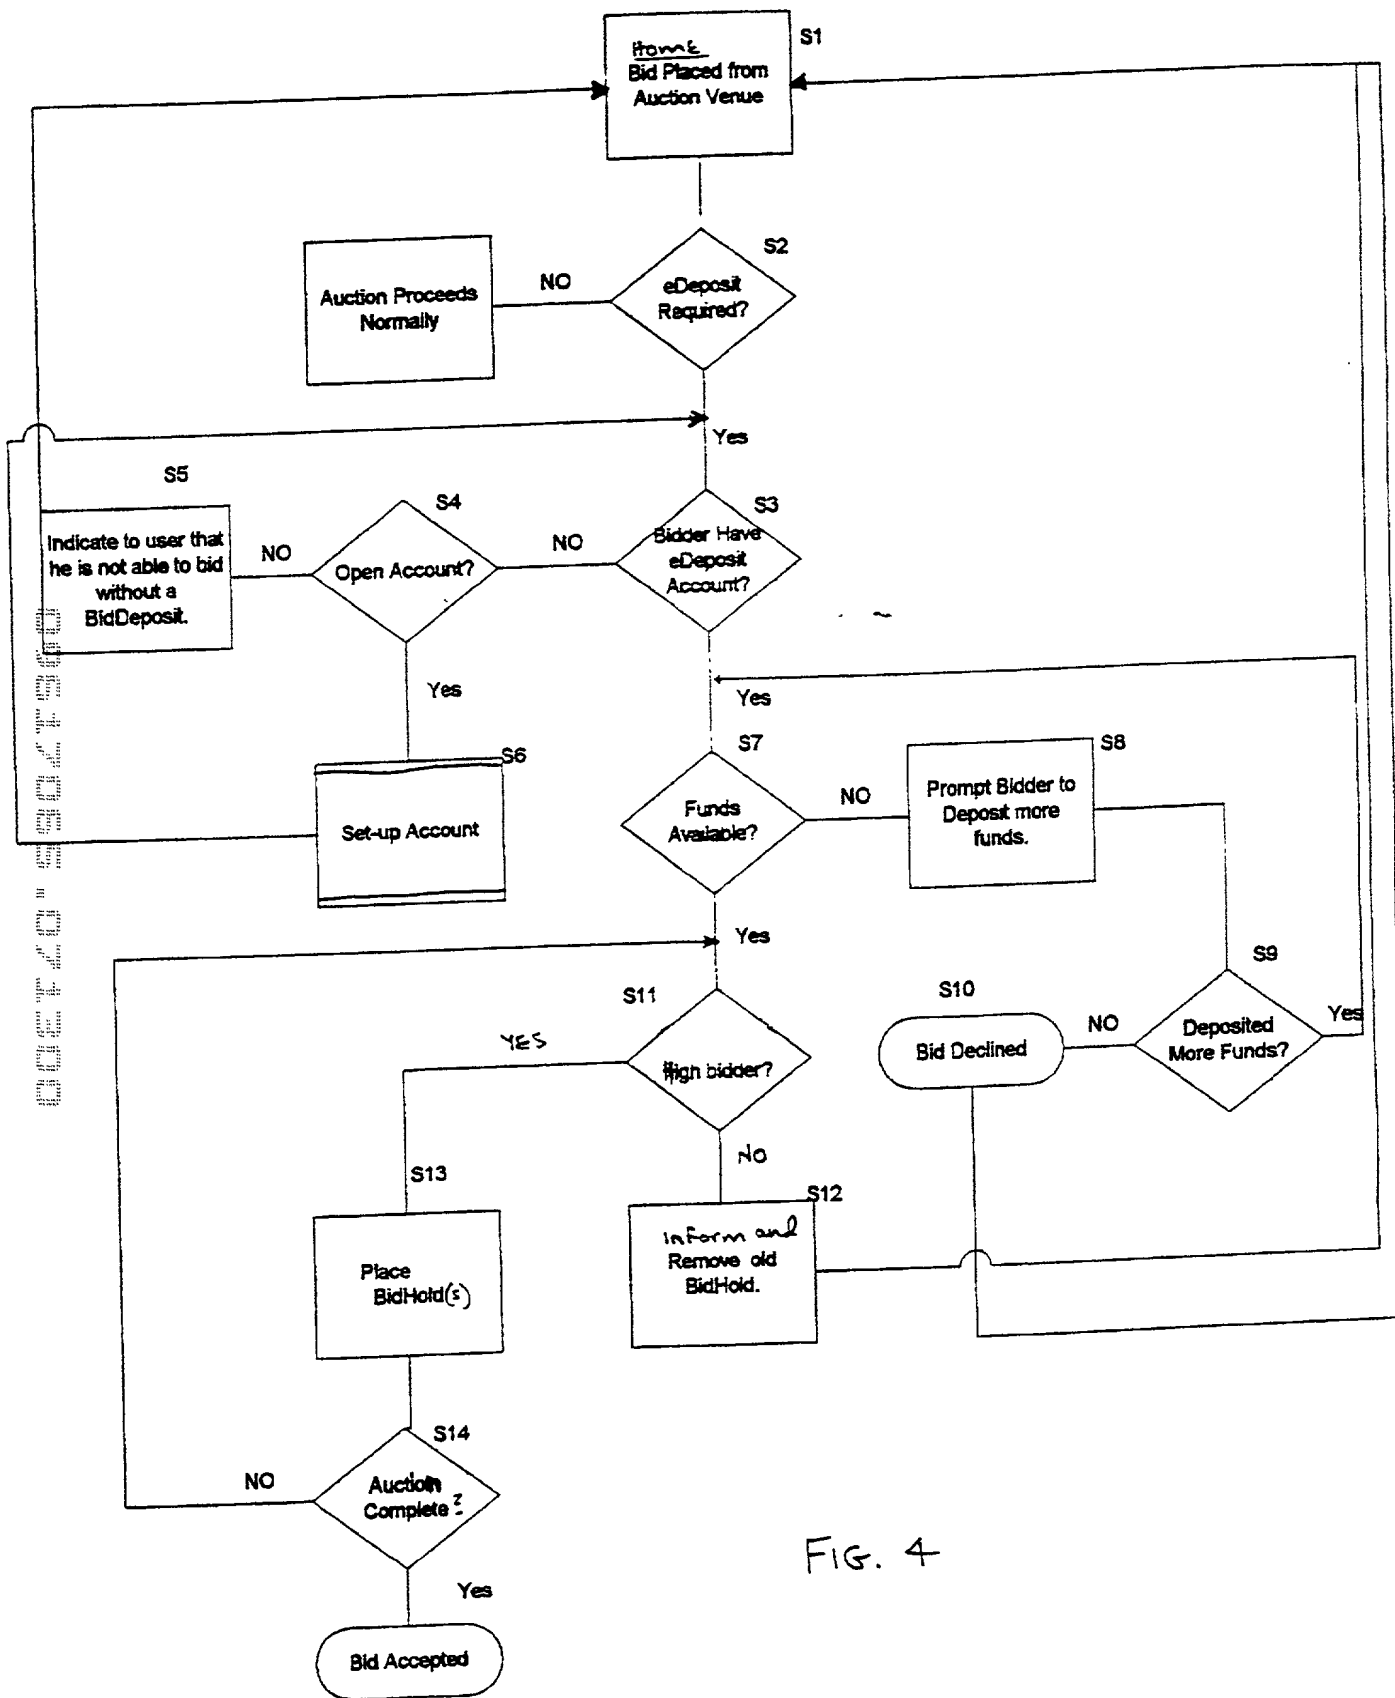 S1
Home
Bid Placed from
Auction Venue
S2
eDeposit
Required?
NO
Auction Proceeds
Normally
Yes
S3
Bidder Have
eDeposit
Account?
NO
S4
Open Account?
NO
S5
Indicate to user that
he is not able to bid
without a
BidDeposit.
Yes
S6
Set-up Account
Yes
S7
Funds
Available?
NO
S8
Prompt Bidder to
Deposit more
funds.
S9
Deposited
More Funds?
Yes
NO
S10
Bid Declined
Yes
S11
High bidder?
YES
NO
S12
Inform and
Remove old
BidHold.
S13
Place
BidHold(s)
S14
Auction
Complete?
NO
Yes
Bid Accepted
FIG. 4